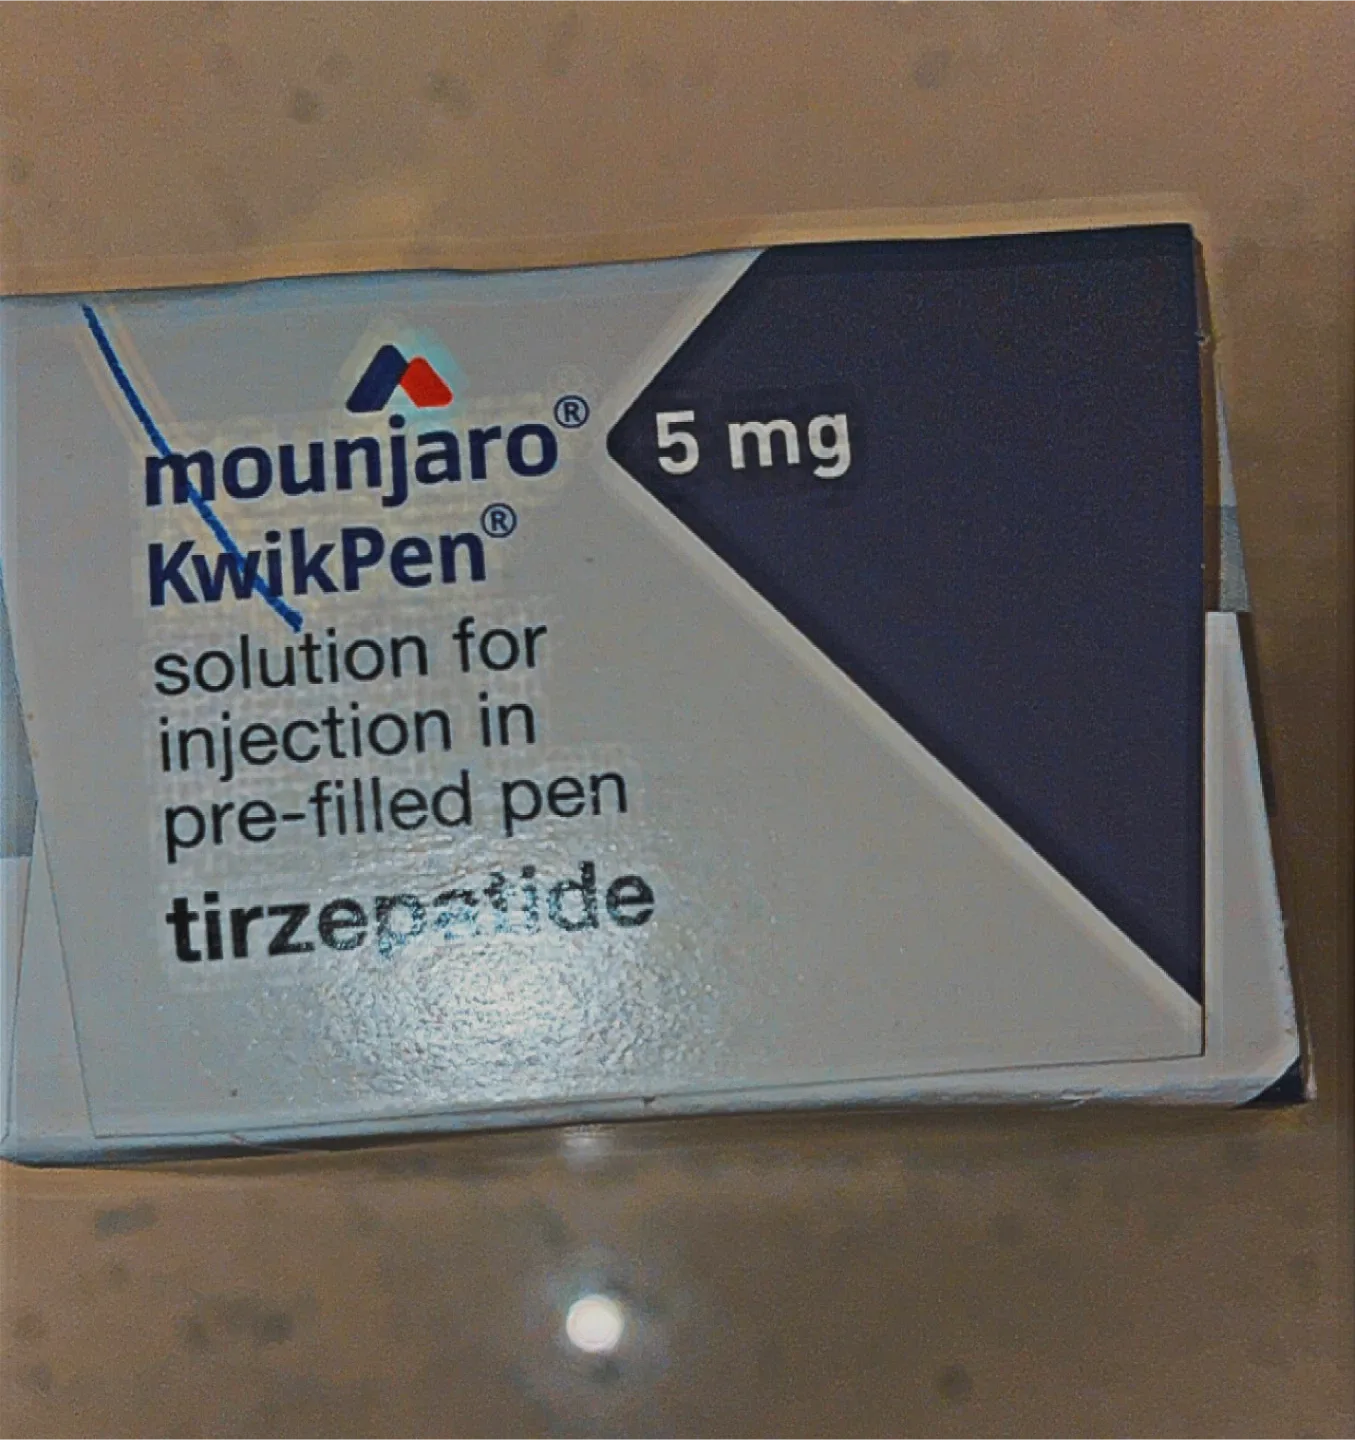 mounjaro®
KwikPen®
5 mg
solution for
injection in
pre-filled pen
tirzepatide